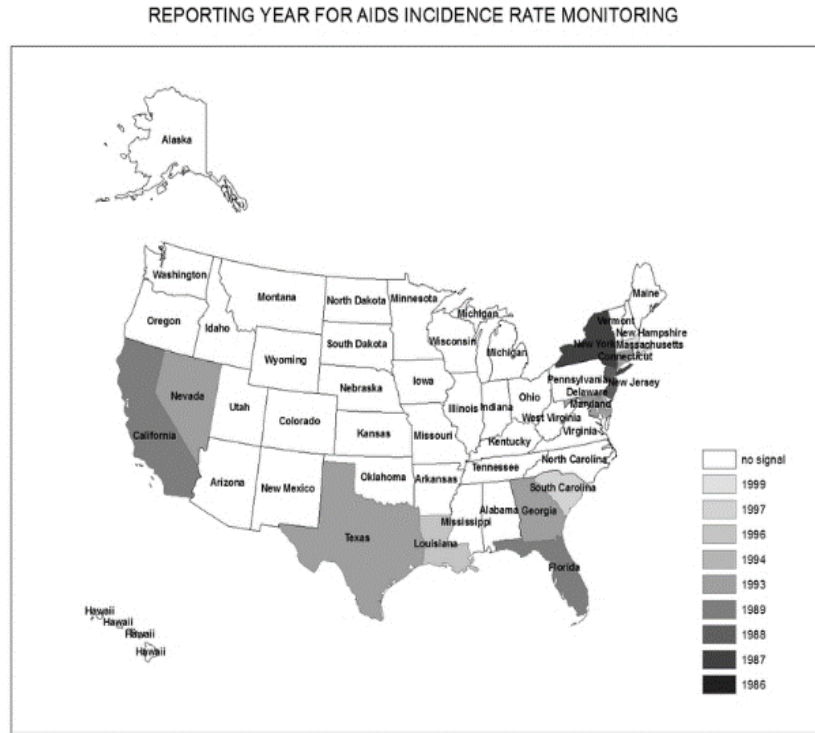 REPORTING YEAR FOR AIDS INCIDENCE RATE MONITORING
Alaska
Washington
Montana
North Dakota
Minnesota
Michigan
Maine
Oregon
Idaho
South Dakota
Wisconsin
Michigan
Vermont
New Hampshire
New York
Massachusetts
Connecticut
Wyoming
Nevada
Nebraska
Iowa
Pennsylvania
New Jersey
Delaware
Maryland
California
Utah
Colorado
Kansas
Missouri
Illinois
Indiana
Ohio
West Virginia
Virginia
Kentucky
Arizona
New Mexico
Oklahoma
Arkansas
Tennessee
North Carolina
South Carolina
Texas
Louisiana
Mississippi
Alabama
Georgia
Florida
Hawaii
Hawaii
Hawaii
Hawaii
no signal
1999
1997
1996
1994
1993
1989
1988
1987
1986